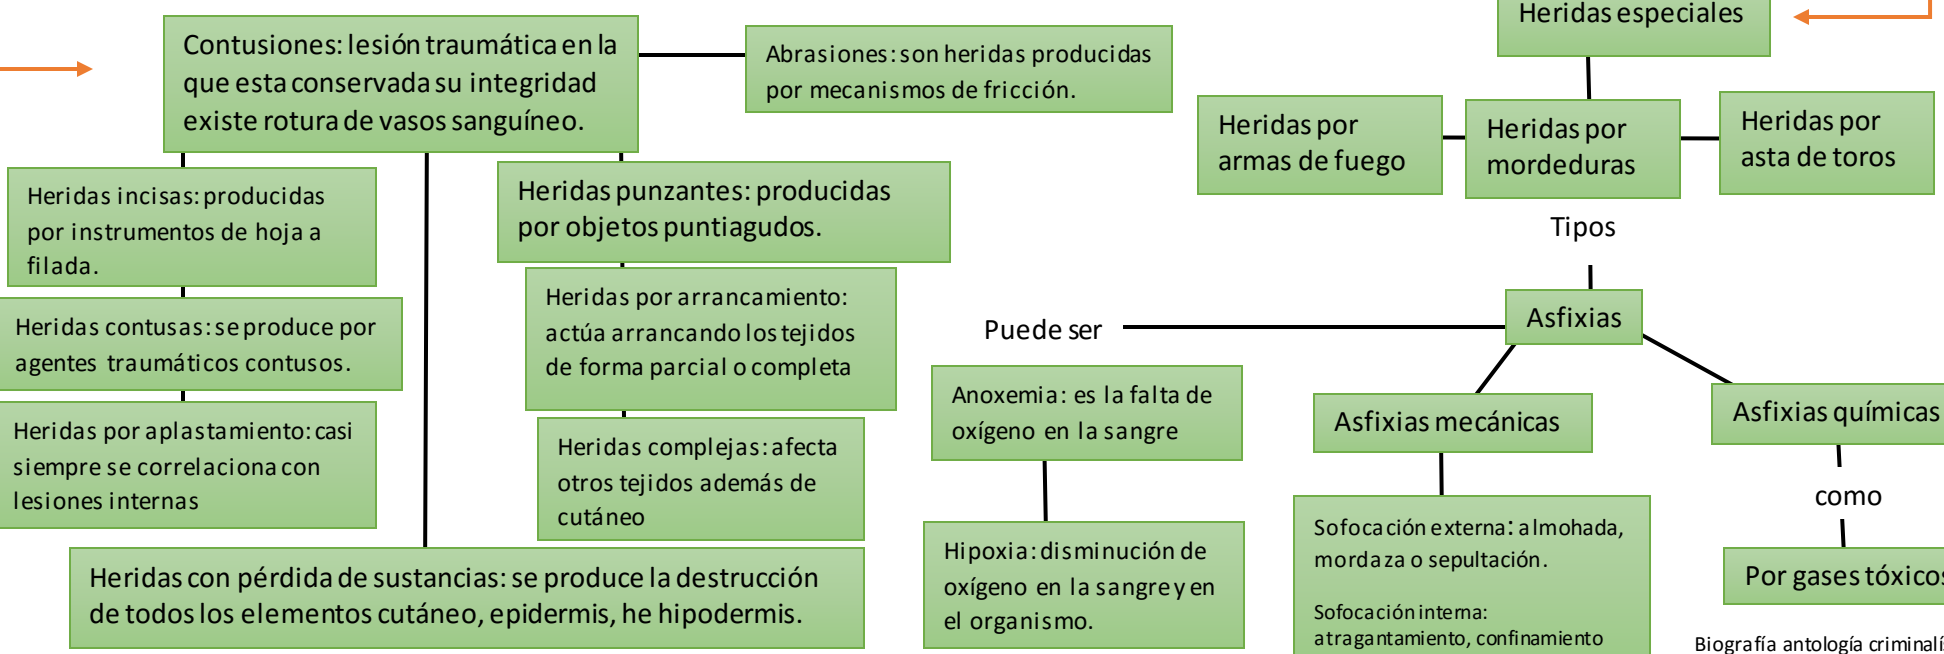 Contusiones: lesión traumática en la
que esta conservada su integridad
existe rotura de vasos sanguíneo.
Abrasiones: son heridas producidas
por mecanismos de fricción.
Heridas incisas: producidas
por instrumentos de hoja a
filada.
Heridas contusas: se produce por
agentes traumáticos contusos.
Heridas por aplastamiento: casi
siempre se correlaciona con
lesiones internas
Heridas punzantes: producidas
por objetos puntiagudos.
Heridas por arrancamiento:
actúa arrancando los tejidos
de forma parcial o completa
Heridas complejas: afecta
otros tejidos además de
cutáneo
Heridas con pérdida de sustancias: se produce la destrucción
de todos los elementos cutáneo, epidermis, he hipodermis.
Heridas especiales
Heridas por
armas de fuego
Heridas por
mordeduras
Heridas por
asta de toros
Tipos
Asfixias
Puede ser
Anoxemia: es la falta de
oxígeno en la sangre
Hipoxia: disminución de
oxígeno en la sangre y en
el organismo.
Asfixias mecánicas
Sofocación externa: almohada,
mordaza o sepultación.
Sofocación interna:
atragantamiento, confinamiento
Asfixias químicas
como
Por gases tóxicos
Biografía antología